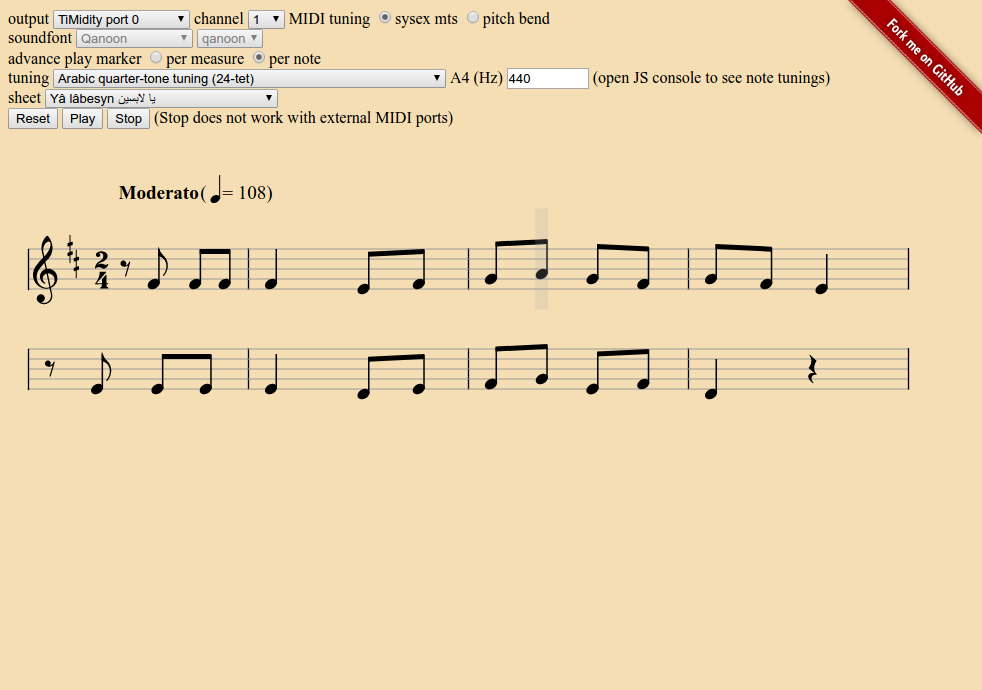 output TiMidity port 0 channel 1 MIDI tuning sysex mts pitch bend
soundfont Qanoon qanoon
advance play marker per measure per note
tuning Arabic quarter-tone tuning (24-tet) A4 (Hz) 440 (open JS console to see note tunings)
sheet Yâ lâbesyn يا لابسين
Reset Play Stop (Stop does not work with external MIDI ports)
Fork me on GitHub
Moderato( = 108)
2
4